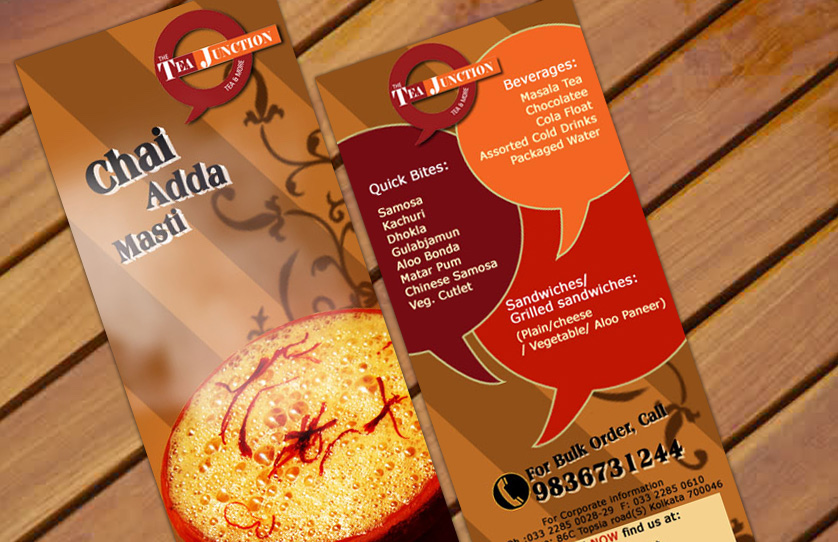 THE
TEA JUNCTION
TEA & MORE
Chai
Adda
Masti
THE
TEA JUNCTION
TEA & MORE
Beverages:
Masala Tea
Chocolatee
Cola Float
Assorted Cold Drinks
Packaged Water
Quick Bites:
Samosa
Kachuri
Dhokla
Gulabjamun
Aloo Bonda
Matar Pum
Chinese Samosa
Veg. Cutlet
Sandwiches/
Grilled sandwiches:
(Plain/cheese
/ Vegetable/ Aloo Paneer)
For Bulk Order, Call
9836731244
For Corporate information
:033 2285 0028-29 F: 033 2285 0610
: 86C Topsia road(S) Kolkata 700046
NOW find us at: